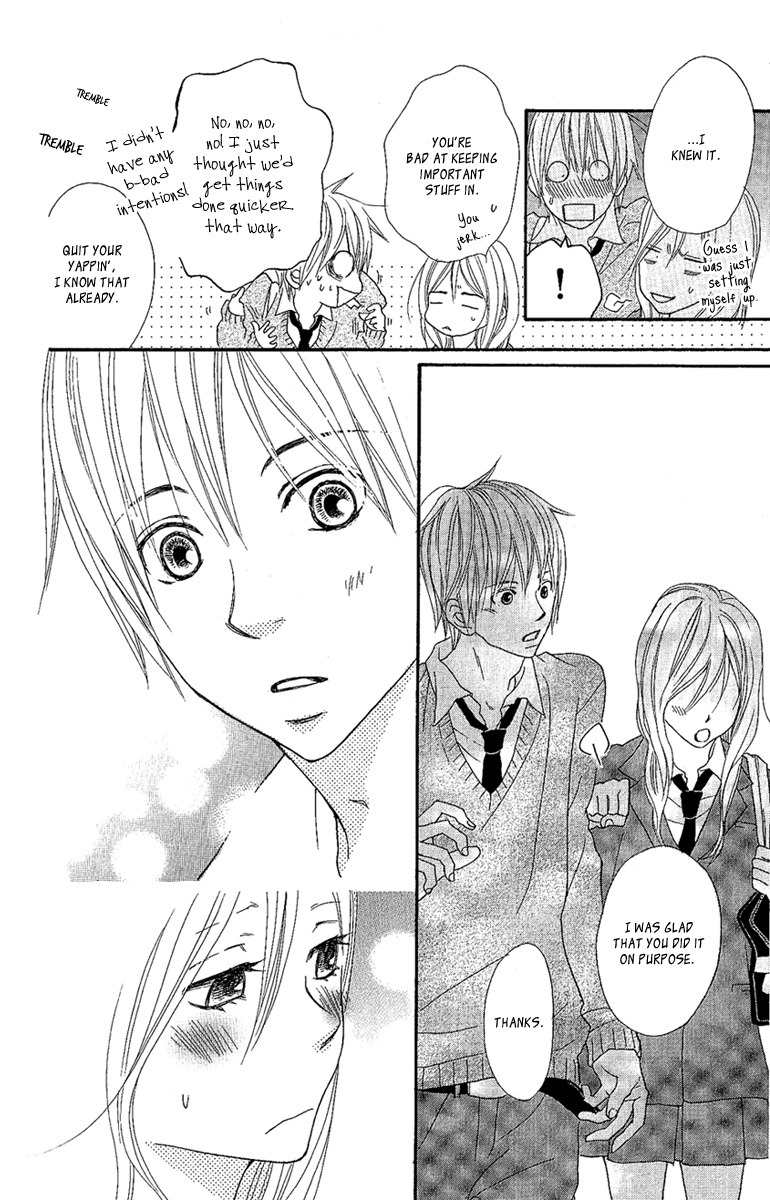 ...I
KNEW IT.
Guess I
was just
setting
myself up.
!
YOU'RE
BAD AT KEEPING
IMPORTANT
STUFF IN.
You
jerk...
No, no, no,
no! I just
thought we'd
get things
done quicker
that way.
I didn't
have any
b-bad
intentions!
TREMBLE
TREMBLE
QUIT YOUR
YAPPIN',
I KNOW THAT
ALREADY.
I WAS GLAD
THAT YOU DID IT
ON PURPOSE.
THANKS.